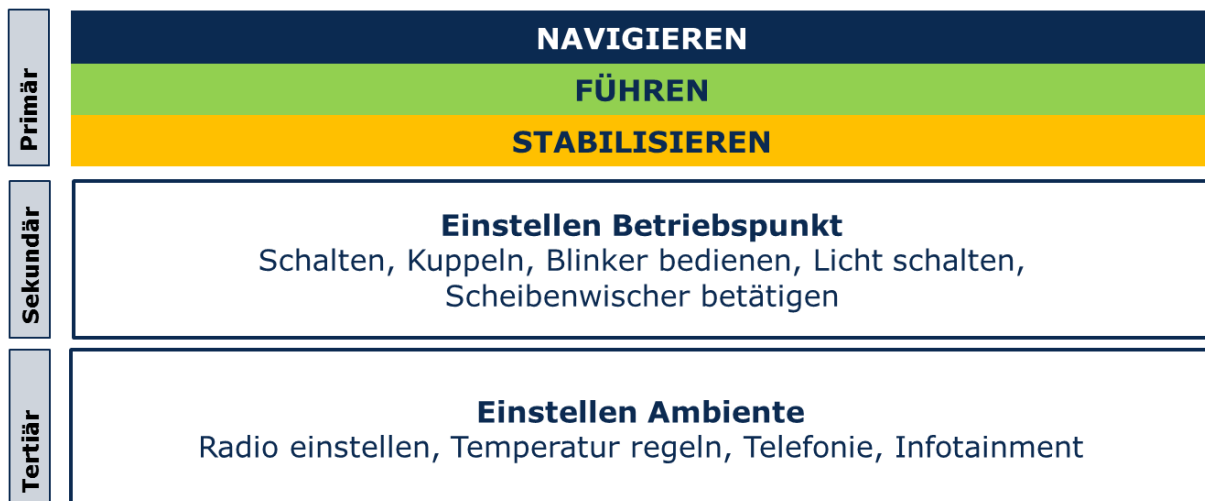 Primär
NAVIGIEREN
FÜHREN
STABILISIEREN
Sekundär
Einstellen Betriebspunkt
Schalten, Kuppeln, Blinker bedienen, Licht schalten,
Scheibenwischer betätigen
Tertiär
Einstellen Ambiente
Radio einstellen, Temperatur regeln, Telefonie, Infotainment